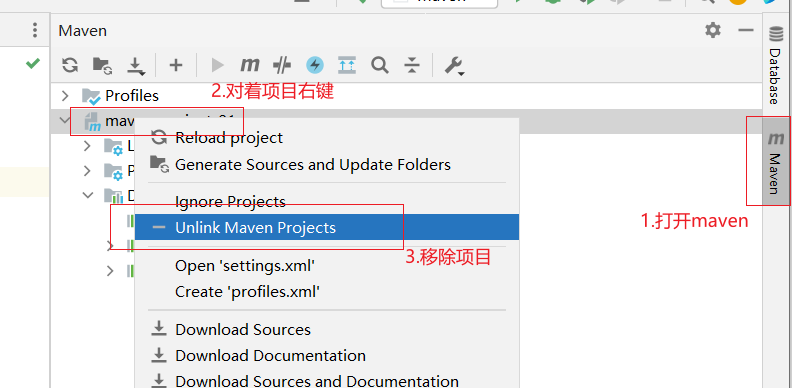 maven
Maven
Database
Profiles
2.对着项目右键
Reload project
Generate Sources and Update Folders
Maven
Ignore Projects
Unlink Maven Projects
1.打开maven
3.移除项目
Open 'settings.xml'
Create 'profiles.xml'
Download Sources
Download Documentation
Download Sources and Documentation